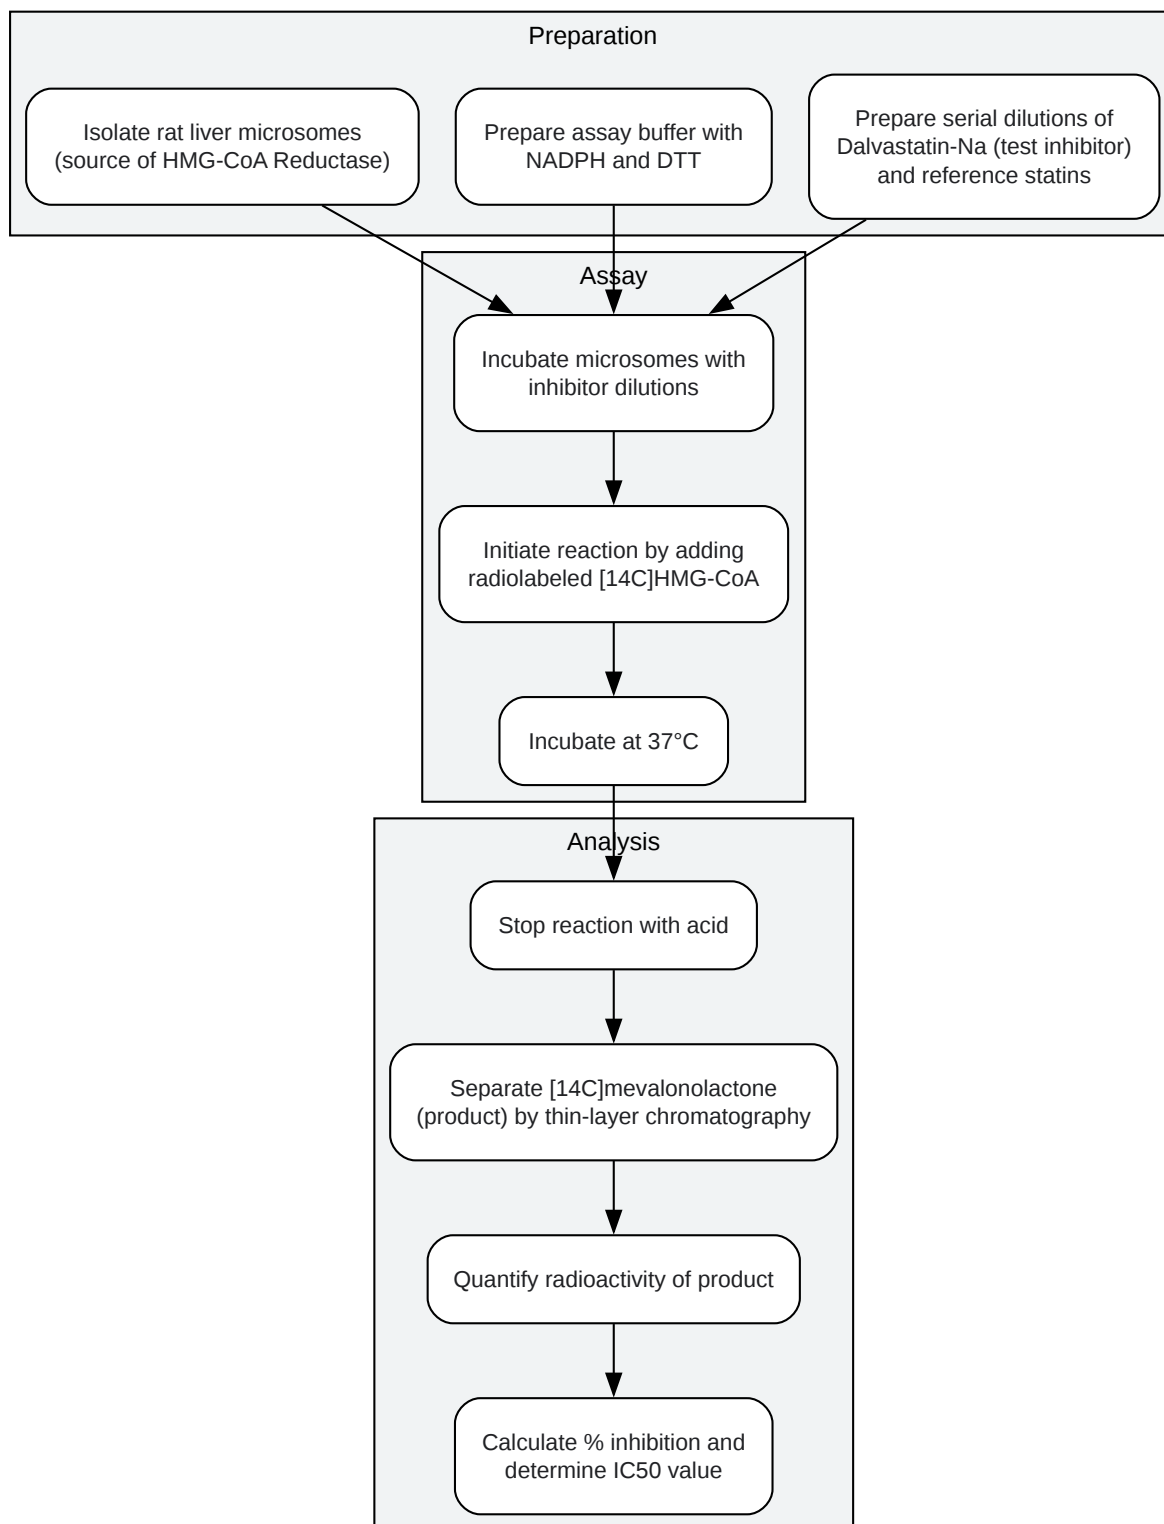 Preparation
Isolate rat liver microsomes
(source of HMG-CoA Reductase)
Prepare assay buffer with
NADPH and DTT
Prepare serial dilutions of
Dalvastatin-Na (test inhibitor)
and reference statins
Assay
Incubate microsomes with
inhibitor dilutions
Initiate reaction by adding
radiolabeled [14C]HMG-CoA
Incubate at 37°C
Analysis
Stop reaction with acid
Separate [14C]mevalonolactone
(product) by thin-layer chromatography
Quantify radioactivity of product
Calculate % inhibition and
determine IC50 value